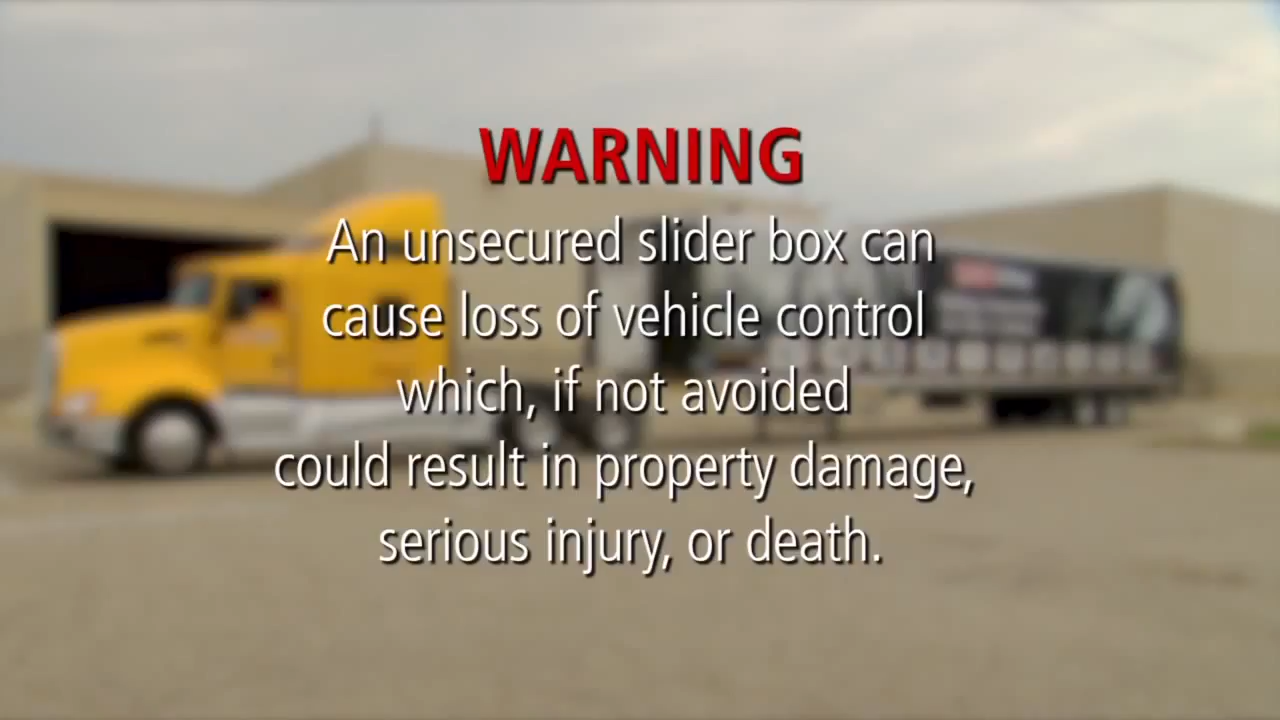 WARNING
An unsecured slider box can
cause loss of vehicle control
which, if not avoided
could result in property damage,
serious injury, or death.